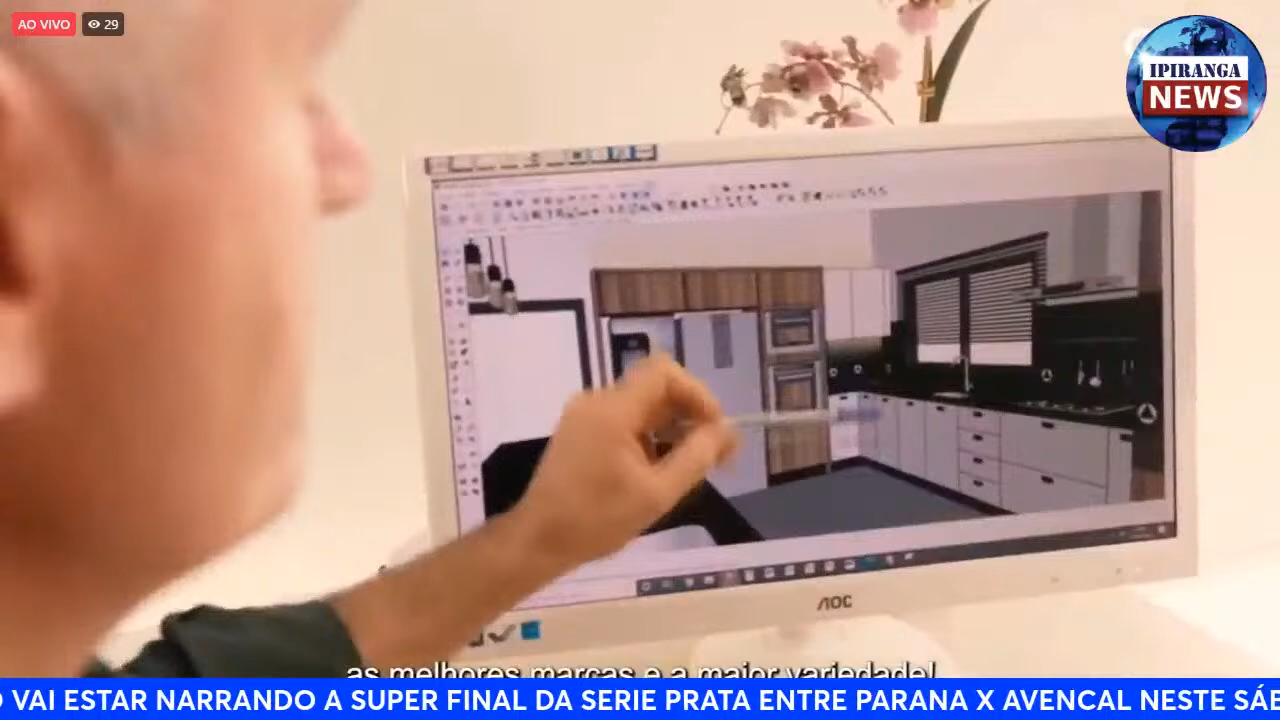 AO VIVO 29
IPIRANGA
NEWS
AOC
as melhores marcas e a maior variedade!
O VAI ESTAR NARRANDO A SUPER FINAL DA SERIE PRATA ENTRE PARANA X AVENCAL NESTE SÁB